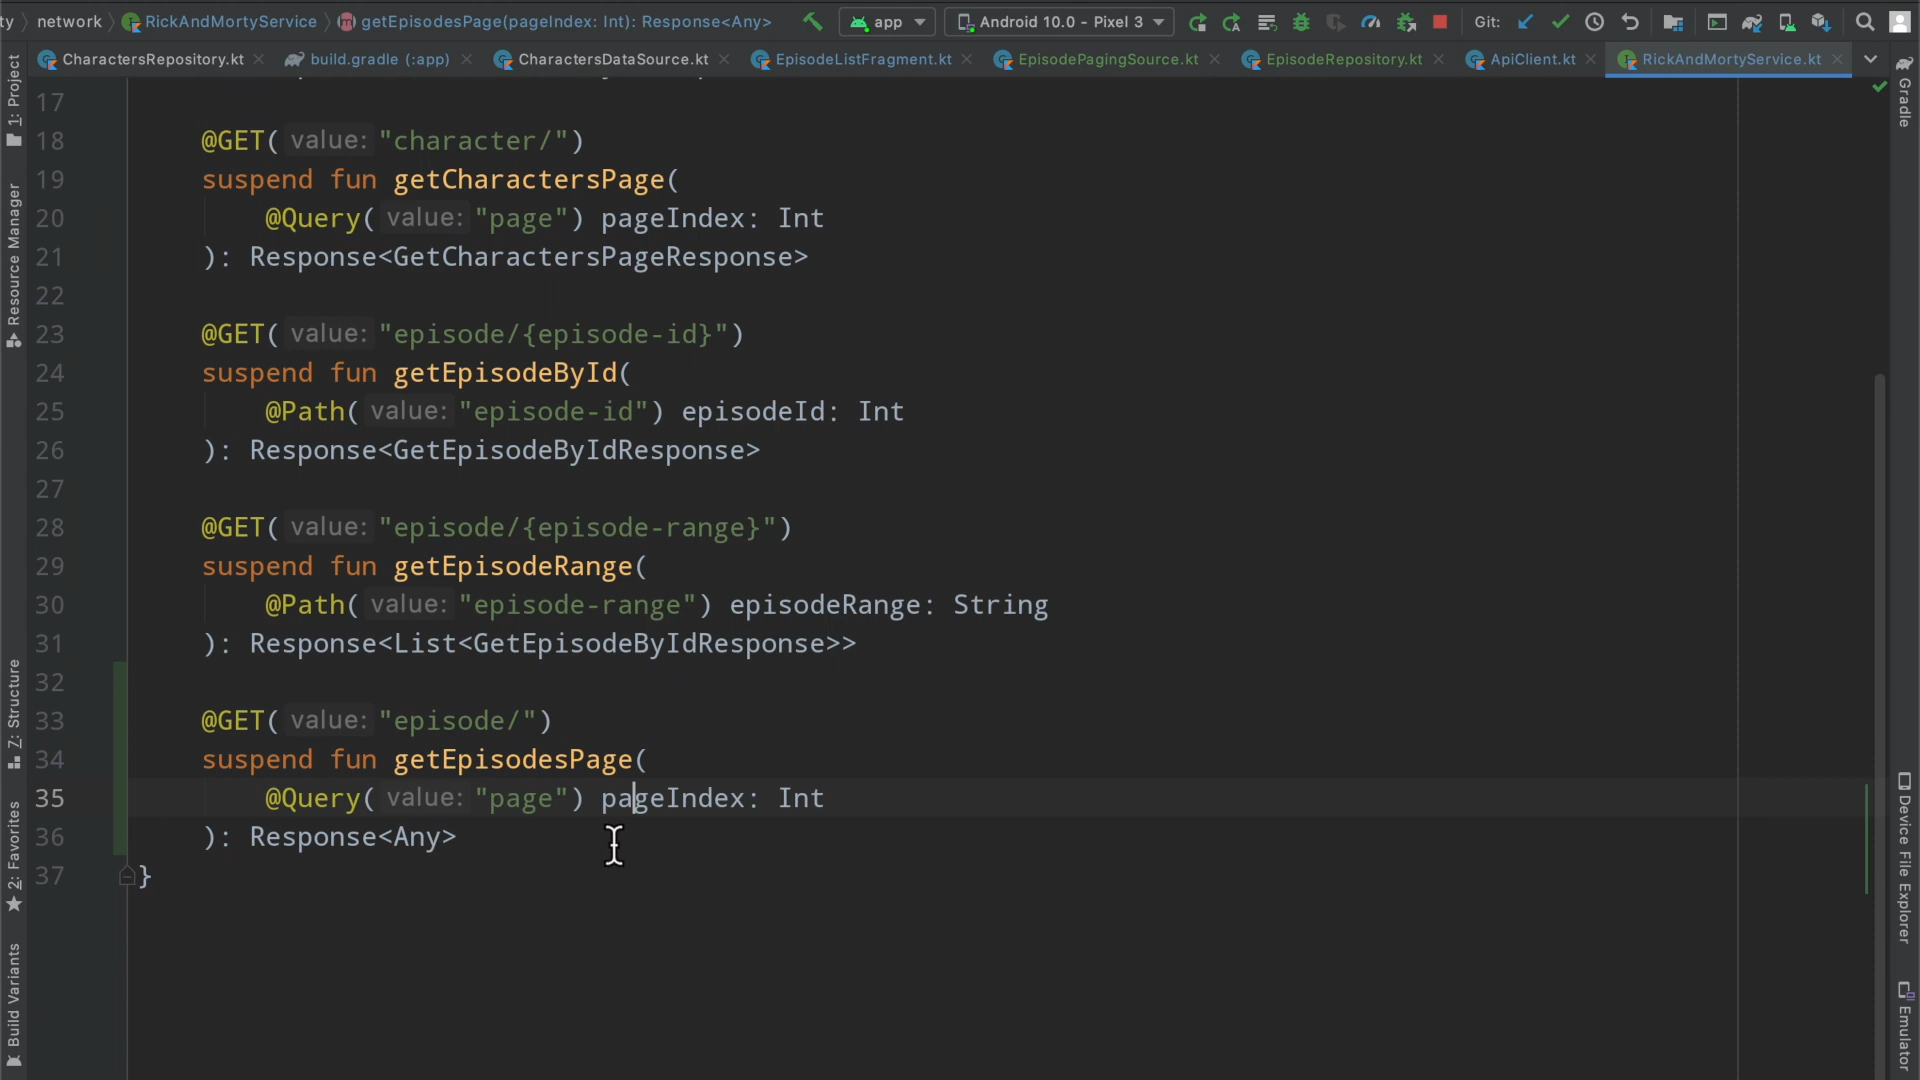 ty network RickAndMortyService getEpisodesPage(pageIndex: Int): Response<Any> app Android 10.0 - Pixel 3 Git:
CharactersRepository.kt build.gradle (:app) CharactersDataSource.kt EpisodeListFragment.kt EpisodePagingSource.kt EpisodeRepository.kt ApiClient.kt RickAndMortyService.kt
1: Project
Resource Manager
7: Structure
2: Favorites
Build Variants
17
18 @GET( value: "character/")
19 suspend fun getCharactersPage(
20 @Query( value: "page") pageIndex: Int
21 ): Response<GetCharactersPageResponse>
22
23 @GET( value: "episode/{episode-id}")
24 suspend fun getEpisodeById(
25 @Path( value: "episode-id") episodeId: Int
26 ): Response<GetEpisodeByIdResponse>
27
28 @GET( value: "episode/{episode-range}")
29 suspend fun getEpisodeRange(
30 @Path( value: "episode-range") episodeRange: String
31 ): Response<List<GetEpisodeByIdResponse>>
32
33 @GET( value: "episode/")
34 suspend fun getEpisodesPage(
35 @Query( value: "page") pageIndex: Int
36 ): Response<Any>
37 }
Gradle
Device File Explorer
Emulator